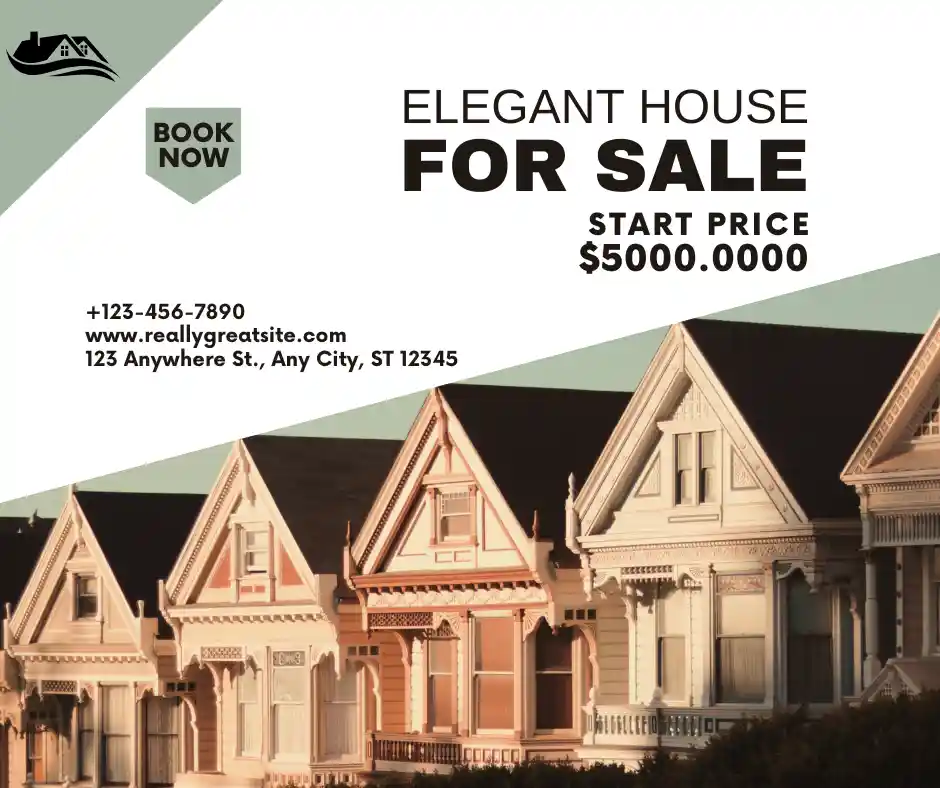 BOOK
NOW
ELEGANT HOUSE
FOR SALE
START PRICE
$5000.0000
+123-456-7890
www.reallygreatsite.com
123 Anywhere St., Any City, ST 12345